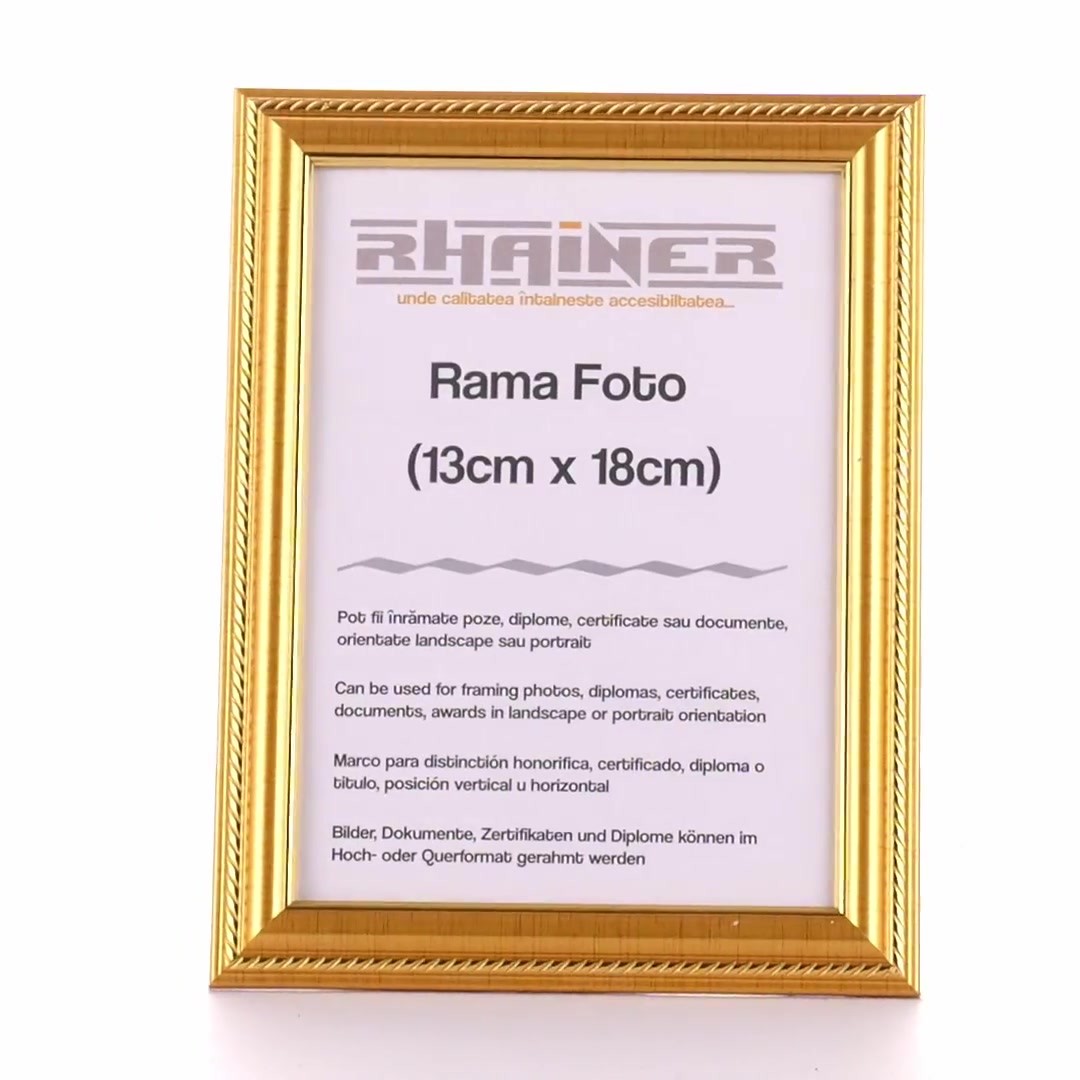 RHAINER
unde calitatea întalneste accesibiltatea...
Rama Foto
(13cm x 18cm)
Pot fii înrămate poze, diplome, certificate sau documente,
orientate landscape sau portrait
Can be used for framing photos, diplomas, certificates,
documents, awards in landscape or portrait orientation
Marco para distinctión honorifica, certificado, diploma o
titulo, posición vertical u horizontal
Bilder, Dokumente, Zertifikaten und Diplome können im
Hoch- oder Querformat gerahmt werden